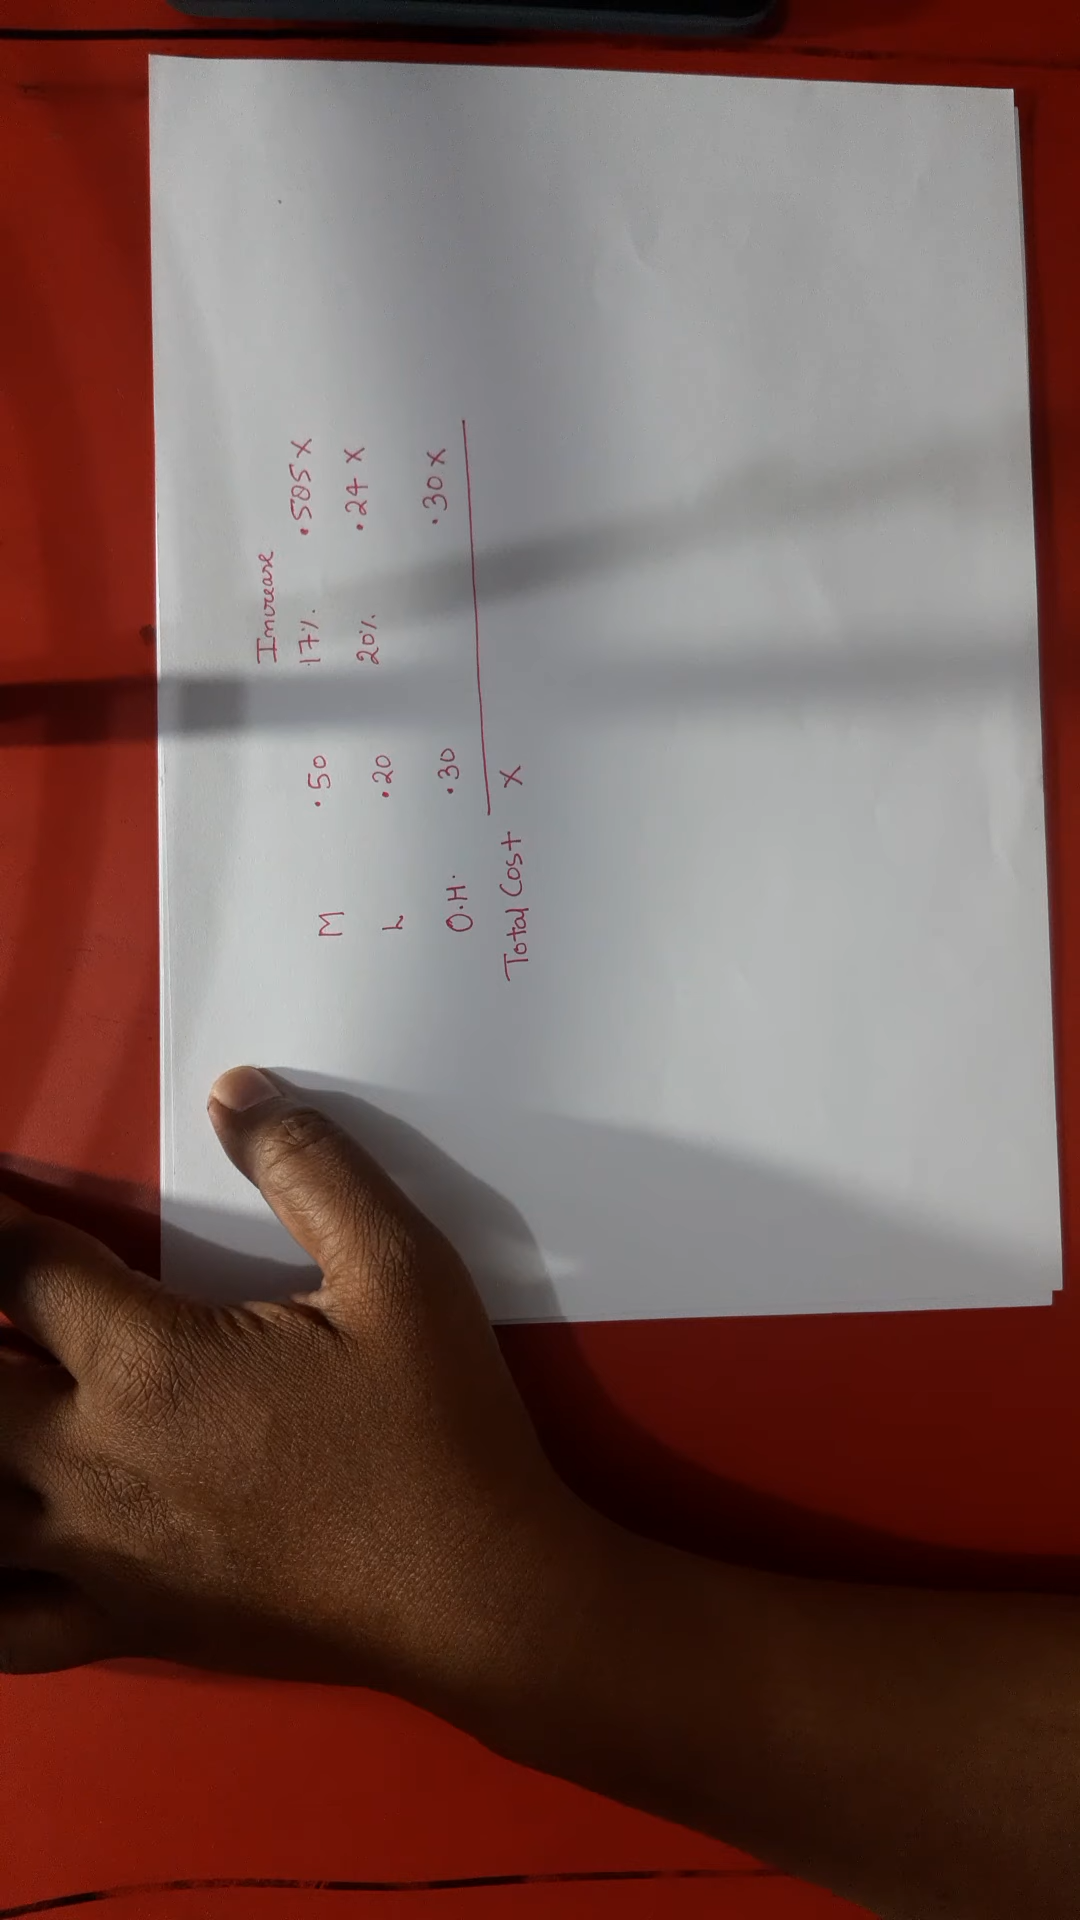 Increase
M .50 17%. .585 X
L .20 20%. .24 X
O.H. .30 .30 X
Total Cost X